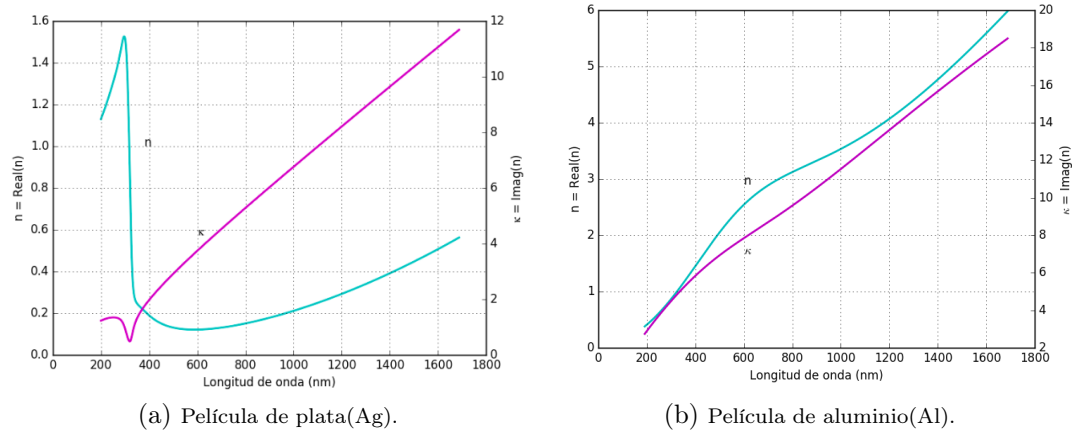 1.6
1.4
1.2
1.0
0.8
0.6
0.4
0.2
0.0
n = Real(n)
n
κ
12
10
8
6
4
2
0
κ = Imag(n)
0 200 400 600 800 1000 1200 1400 1600 1800
Longitud de onda (nm)
(a) Película de plata(Ag).
6
5
4
3
2
1
0
n = Real(n)
n
κ
20
18
16
14
12
10
8
6
4
2
κ = Imag(n)
0 200 400 600 800 1000 1200 1400 1600 1800
Longitud de onda (nm)
(b) Película de aluminio(Al).